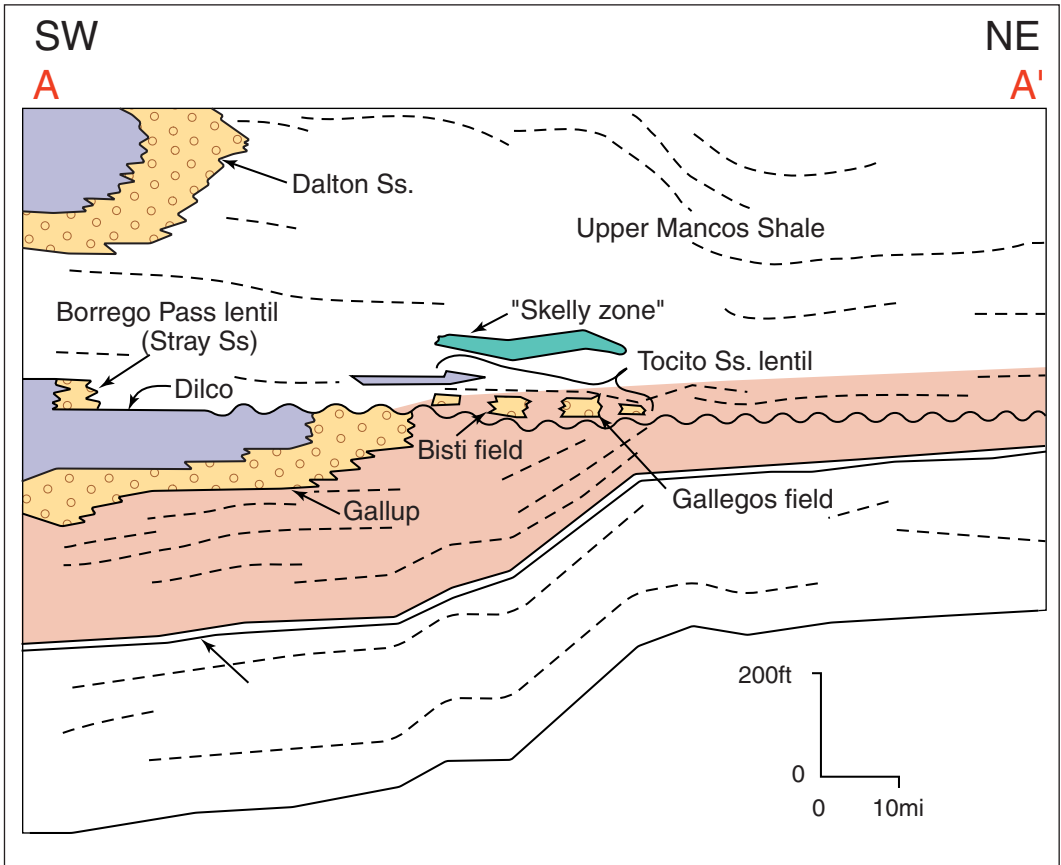 SW
NE
A
A'
Dalton Ss.
Upper Mancos Shale
Borrego Pass lentil
(Stray Ss)
"Skelly zone"
Tocito Ss. lentil
Dilco
Bisti field
Gallegos field
Gallup
200ft
0
0
10mi